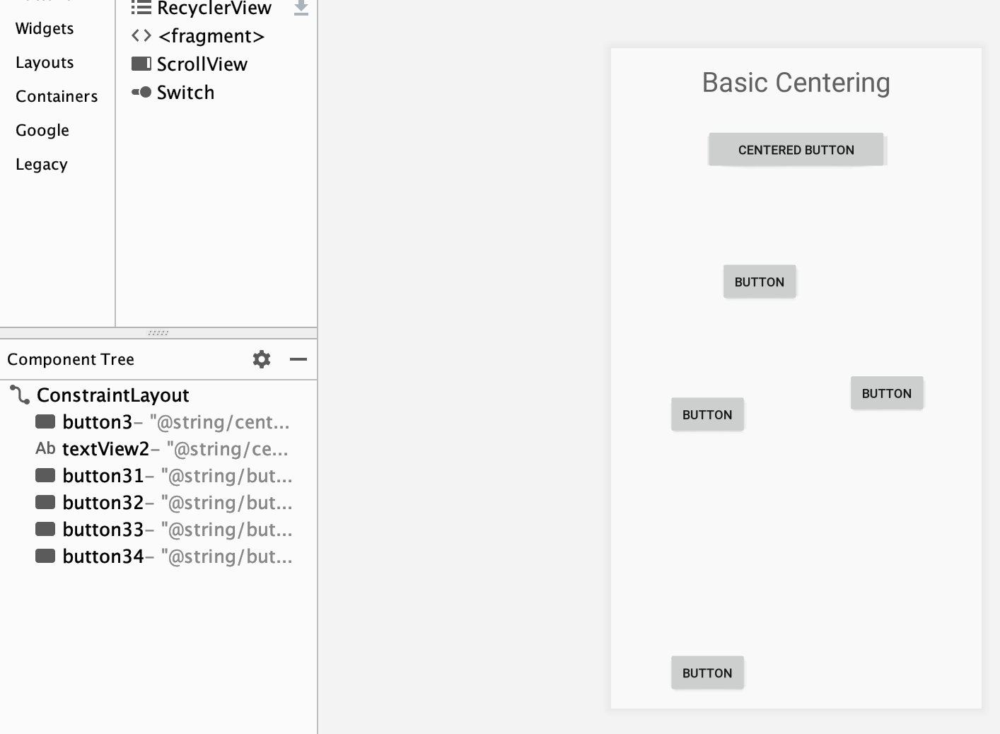 Widgets
Layouts
Containers
Google
Legacy
RecyclerView
<fragment>
ScrollView
Switch
Component Tree
ConstraintLayout
button3– "@string/cent...
Ab textView2– "@string/ce...
button31– "@string/but...
button32– "@string/but...
button33– "@string/but...
button34– "@string/but...
Basic Centering
CENTERED BUTTON
BUTTON
BUTTON
BUTTON
BUTTON